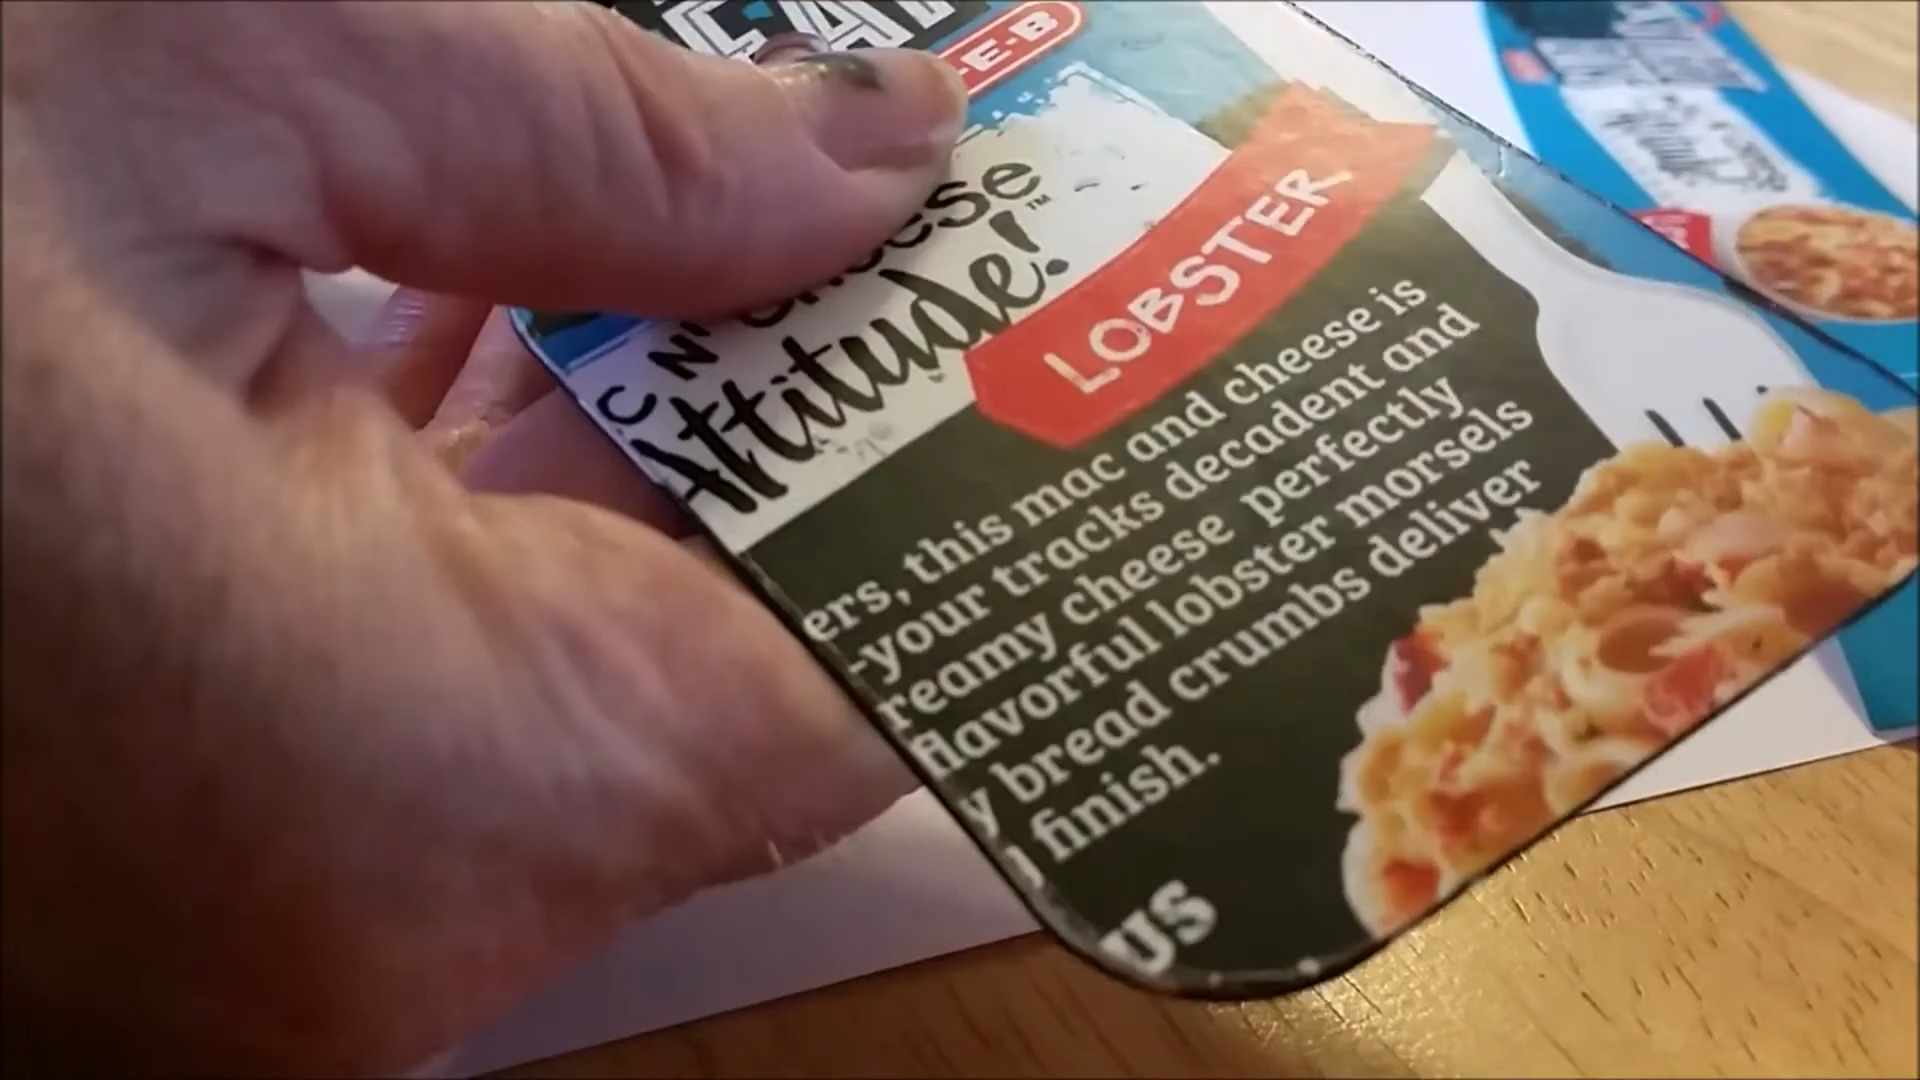 EAT
-E-B
C N' Cheese
Attitude!™
LOBSTER
ers, this mac and cheese is
-your tracks decadent and
reamy cheese perfectly
flavorful lobster morsels
y bread crumbs deliver
finish.
US